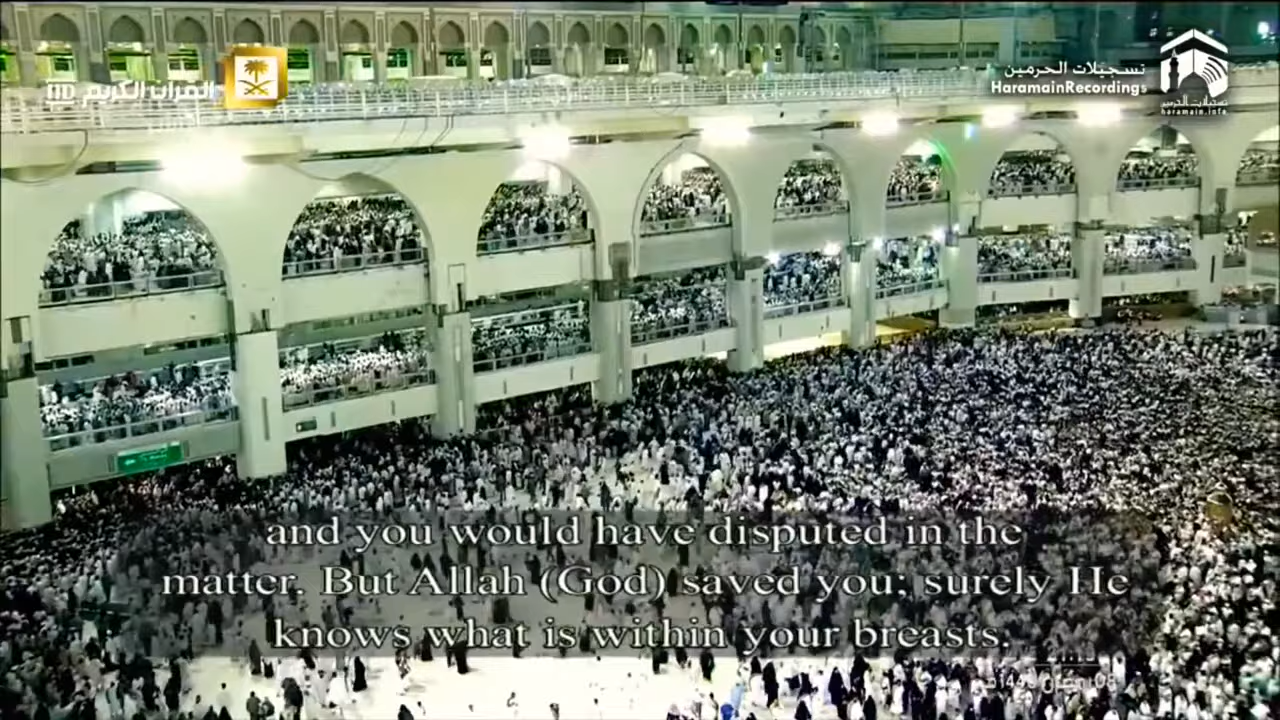 القرآن الكريم HD
تسجيلات الحرمين
HaramainRecordings
تسجيلات الحرمين
haramain.info
and you would have disputed in the
matter. But Allah (God) saved you; surely He
knows what is within your breasts.